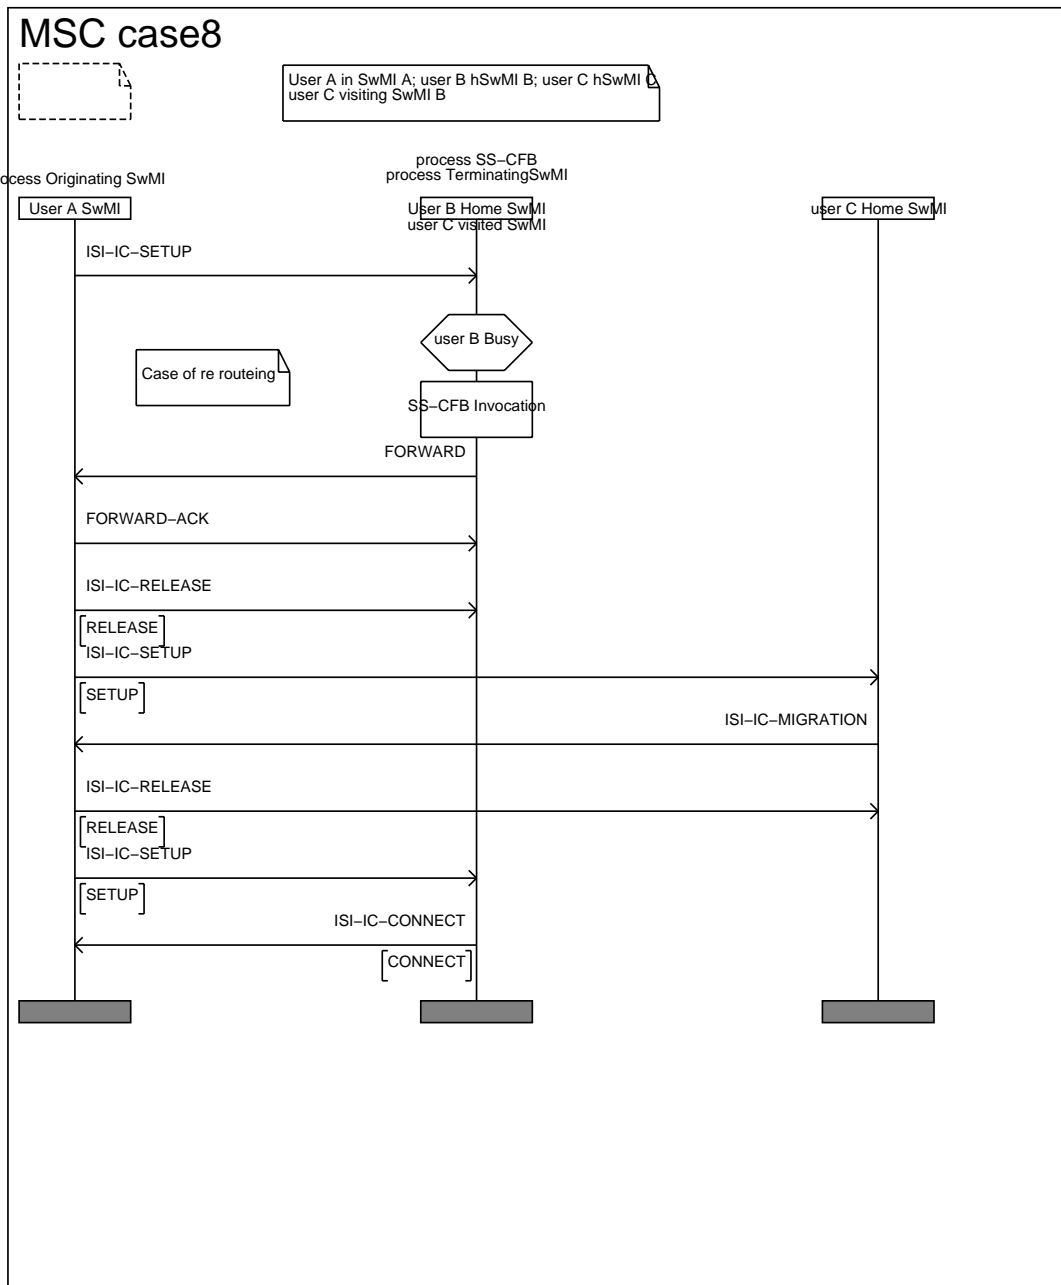 MSC case8
User A in SwMI A; user B hSwMI B; user C hSwMI C
user C visiting SwMI B
process SS−CFB
process TerminatingSwMI
ocess Originating SwMI
User A SwMI
User B Home SwMI
user C visited SwMI
user C Home SwMI
ISI−IC−SETUP
user B Busy
Case of re routeing
SS−CFB Invocation
FORWARD
FORWARD−ACK
ISI−IC−RELEASE
RELEASE
ISI−IC−SETUP
SETUP
ISI−IC−MIGRATION
ISI−IC−RELEASE
RELEASE
ISI−IC−SETUP
SETUP
ISI−IC−CONNECT
CONNECT